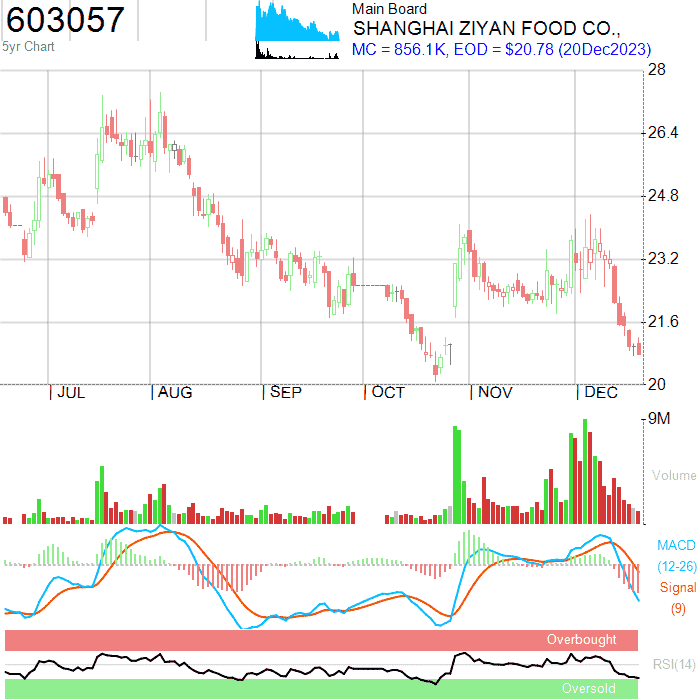 603057
5yr Chart
Main Board
SHANGHAI ZIYAN FOOD CO.,
MC = 856.1K, EOD = $20.78 (20Dec2023)
28
26.4
24.8
23.2
21.6
20
JUL AUG SEP OCT NOV DEC
9M
Volume
MACD
(12-26)
Signal
(9)
Overbought
RSI(14)
Oversold